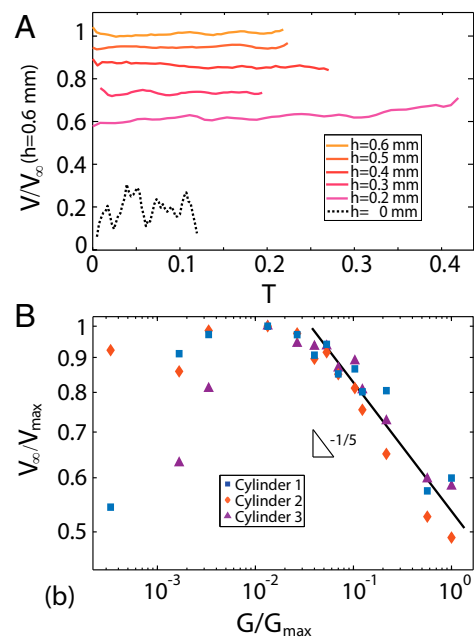 A
V/V∞ (h=0.6 mm)
1
0.8
0.6
0.4
0.2
0
h=0.6 mm
h=0.5 mm
h=0.4 mm
h=0.3 mm
h=0.2 mm
h= 0 mm
0 0.1 0.2 0.3 0.4
T
B
V∞/Vmax
1
0.9
0.8
0.7
0.6
0.5
-1/5
Cylinder 1
Cylinder 2
Cylinder 3
10⁻³ 10⁻² 10⁻¹ 10⁰
(b)
G/Gmax